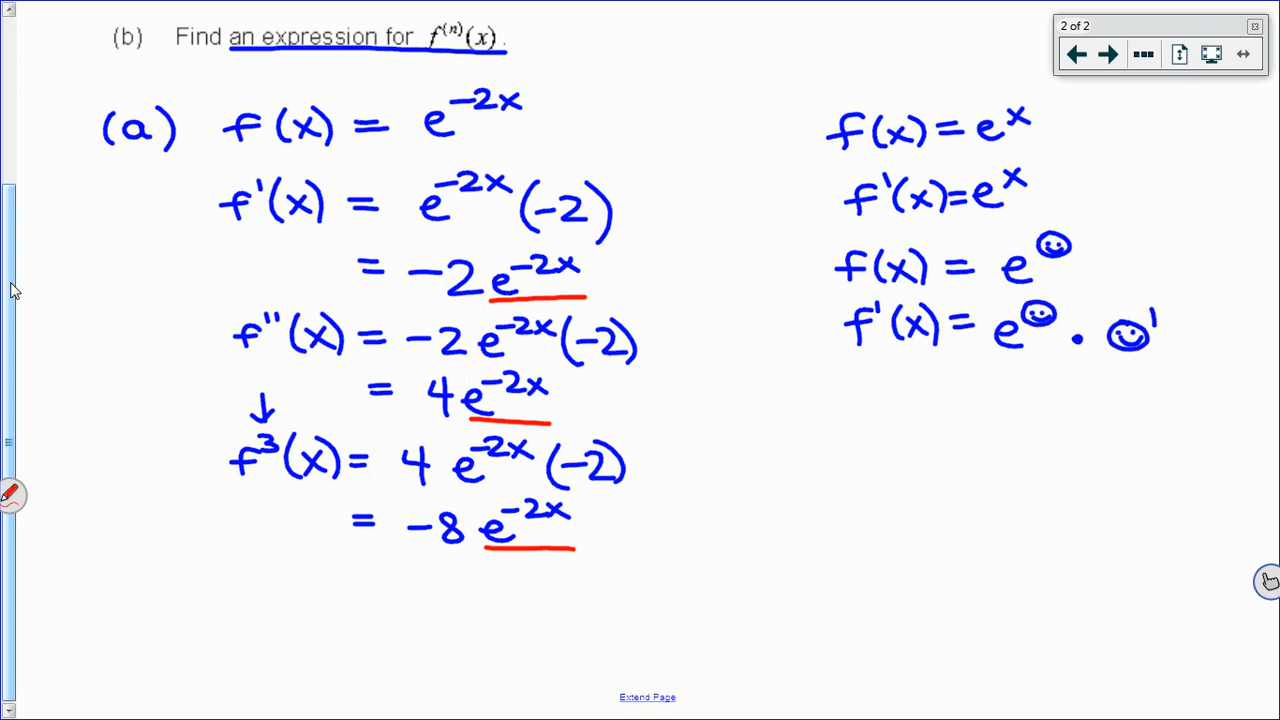 2 of 2
(b) Find an expression for f⁽ⁿ⁾(x).
(a) f(x) = e^{-2x}
f'(x) = e^{-2x}(-2)
= -2e^{-2x}
f''(x) = -2e^{-2x}(-2)
= 4e^{-2x}
↓
f³(x) = 4e^{-2x}(-2)
= -8e^{-2x}
f(x) = e^x
f'(x) = e^x
f(x) = e^☺
f'(x) = e^☺ · ☺'
Extend Page